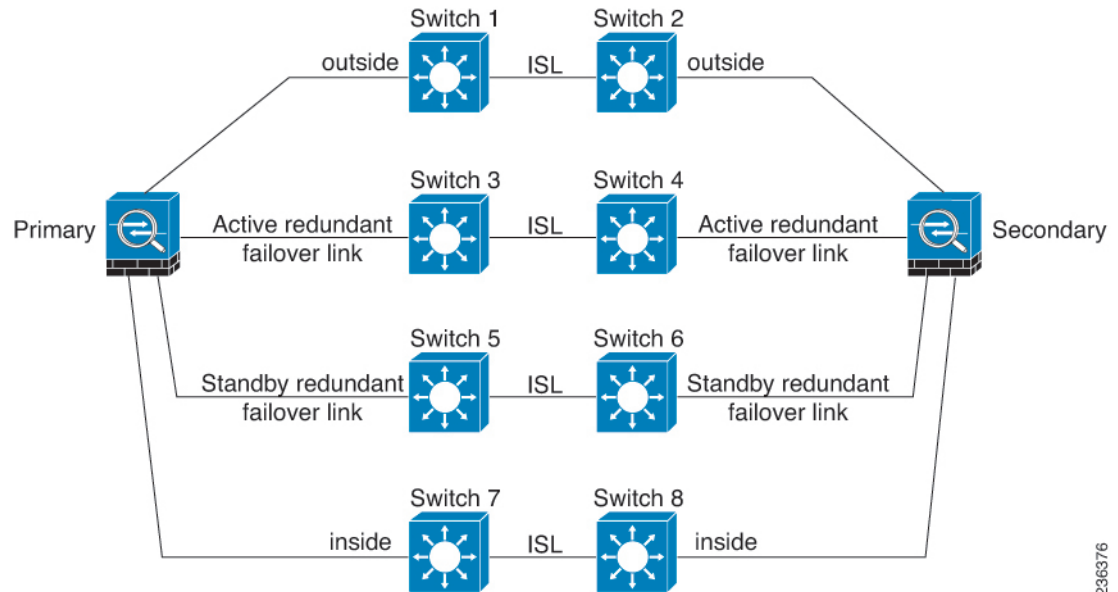 Switch 1
Switch 2
outside
ISL
outside
Switch 3
Switch 4
Primary
Active redundant
failover link
ISL
Active redundant
failover link
Secondary
Switch 5
Switch 6
Standby redundant
failover link
ISL
Standby redundant
failover link
Switch 7
Switch 8
inside
ISL
inside
236376